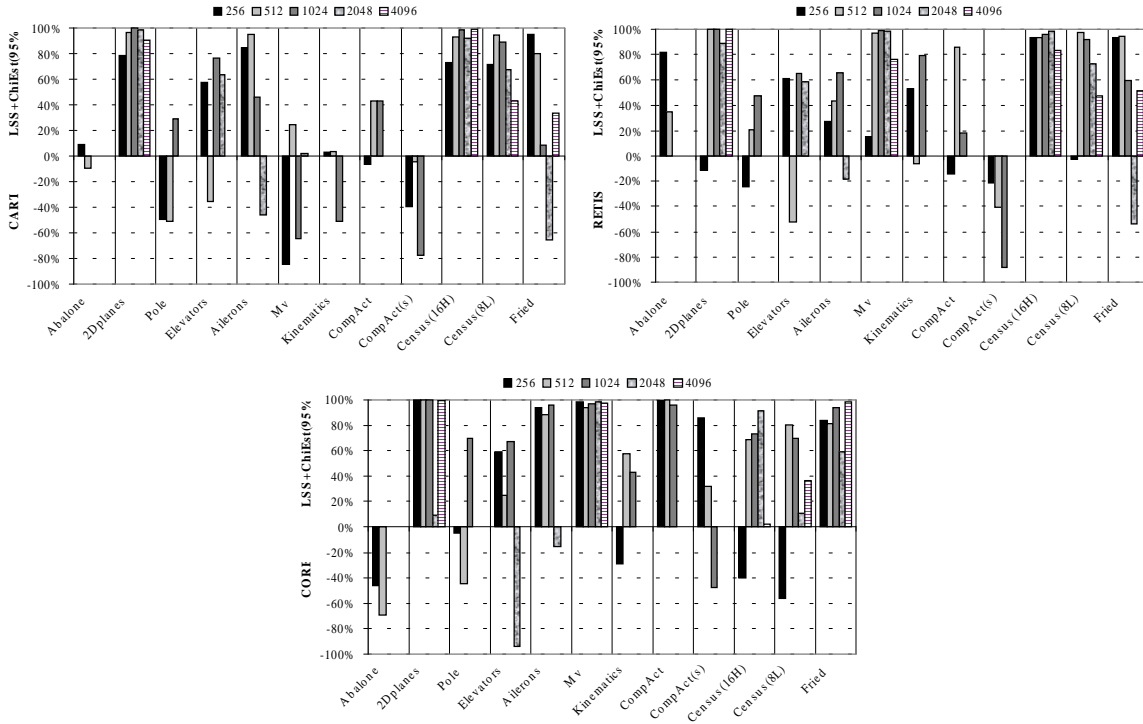 256 512 1024 2048 4096
100%
80%
60%
40%
20%
0%
-20%
-40%
-60%
-80%
-100%
LSS+ChiEst(95%
CART
Abalone
2Dplanes
Pole
Elevators
Ailerons
Mv
Kinematics
CompAct
CompAct(s)
Census(16H)
Census(8L)
Fried
256 512 1024 2048 4096
100%
80%
60%
40%
20%
0%
-20%
-40%
-60%
-80%
-100%
LSS+ChiEst(95%
RETIS
Abalone
2Dplanes
Pole
Elevators
Ailerons
Mv
Kinematics
CompAct
CompAct(s)
Census(16H)
Census(8L)
Fried
256 512 1024 2048 4096
100%
80%
60%
40%
20%
0%
-20%
-40%
-60%
-80%
-100%
LSS+ChiEst(95%
Abalone
2Dplanes
Pole
Elevators
Ailerons
Mv
Kinematics
CompAct
CompAct(s)
Census(16H)
Census(8L)
Fried